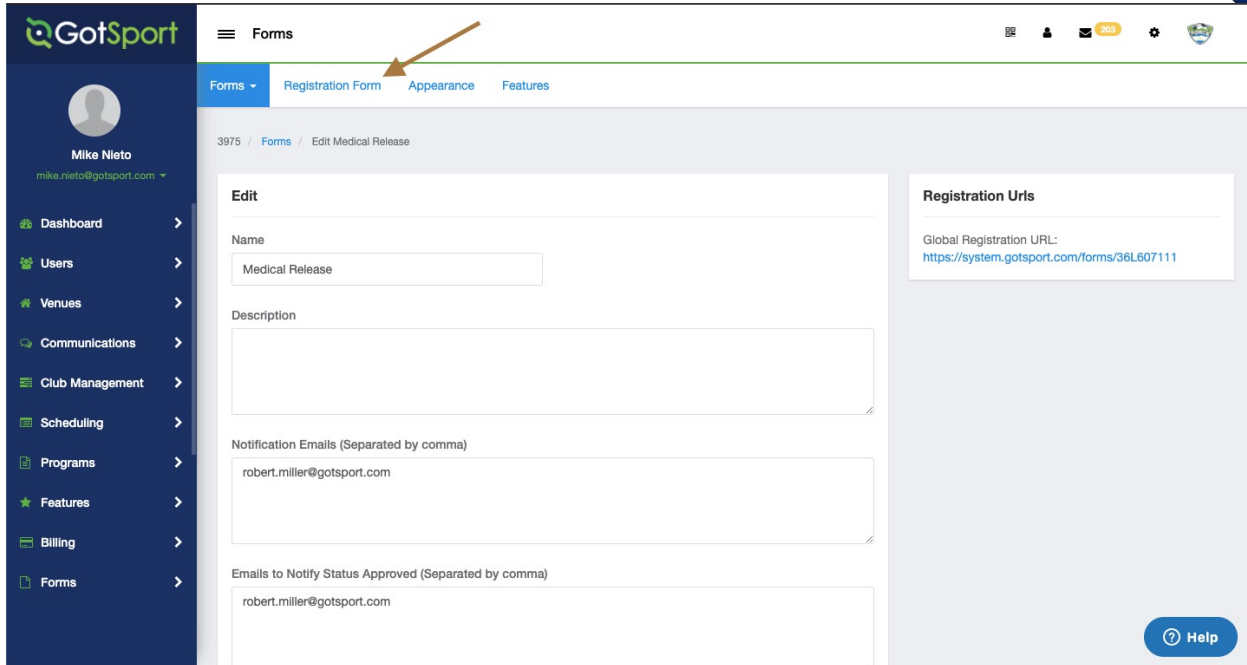 GotSport
Forms
203
Forms
Registration Form
Appearance
Features
Mike Nieto
mike.nieto@gotsport.com
Dashboard
Users
Venues
Communications
Club Management
Scheduling
Programs
Features
Billing
Forms
3975 / Forms / Edit Medical Release
Edit
Name
Medical Release
Description
Notification Emails (Separated by comma)
robert.miller@gotsport.com
Emails to Notify Status Approved (Separated by comma)
robert.miller@gotsport.com
Registration Urls
Global Registration URL:
https://system.gotsport.com/forms/36L607111
Help